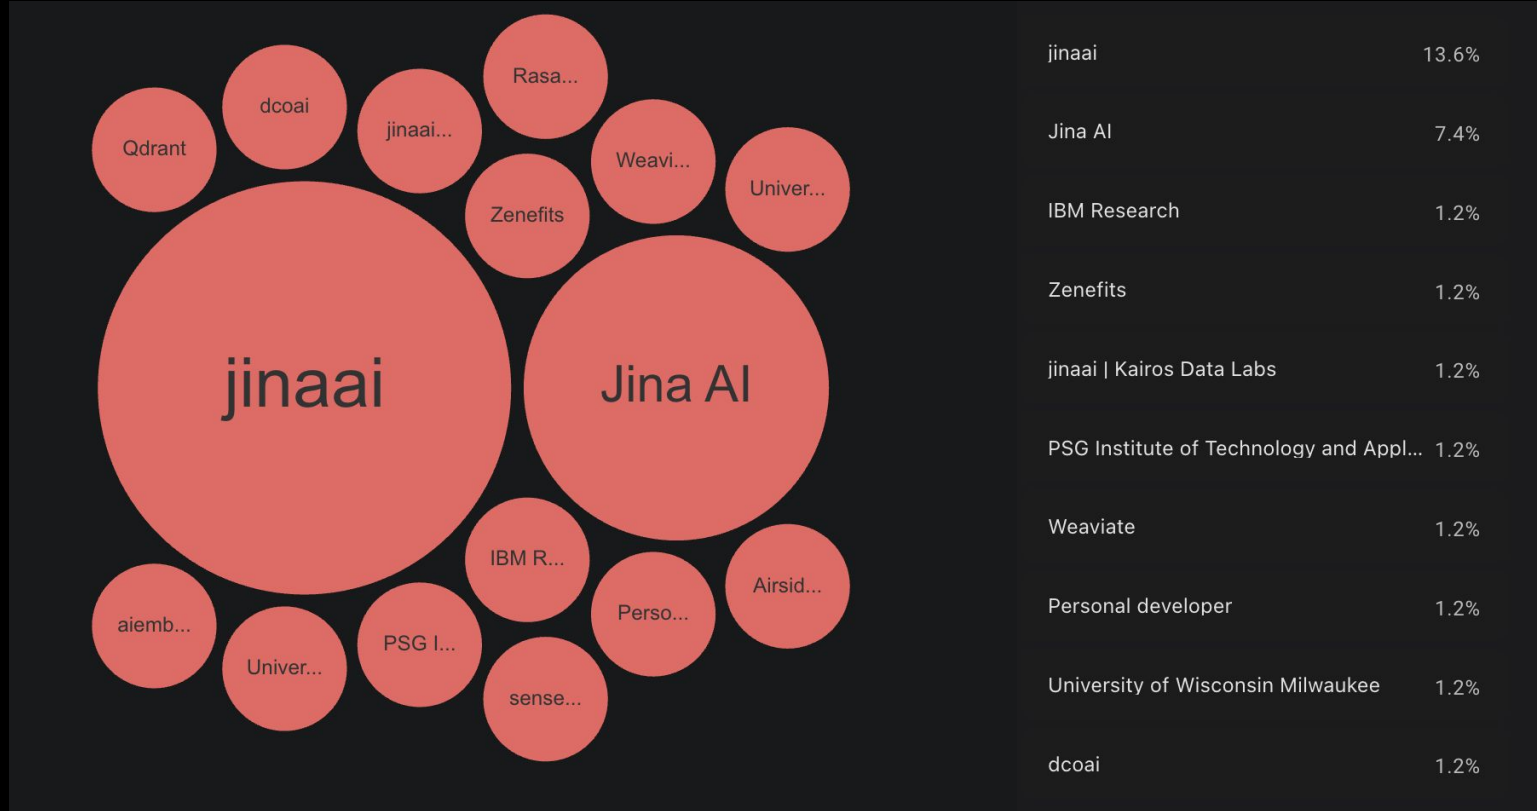 Rasa...
dcoai
jinaai...
Qdrant
Weavi...
Univer...
Zenefits
jinaai
Jina AI
IBM R...
Airsid...
Perso...
aiemb...
PSG I...
Univer...
sense...
jinaai 13.6%
Jina AI 7.4%
IBM Research 1.2%
Zenefits 1.2%
jinaai | Kairos Data Labs 1.2%
PSG Institute of Technology and Appl... 1.2%
Weaviate 1.2%
Personal developer 1.2%
University of Wisconsin Milwaukee 1.2%
dcoai 1.2%